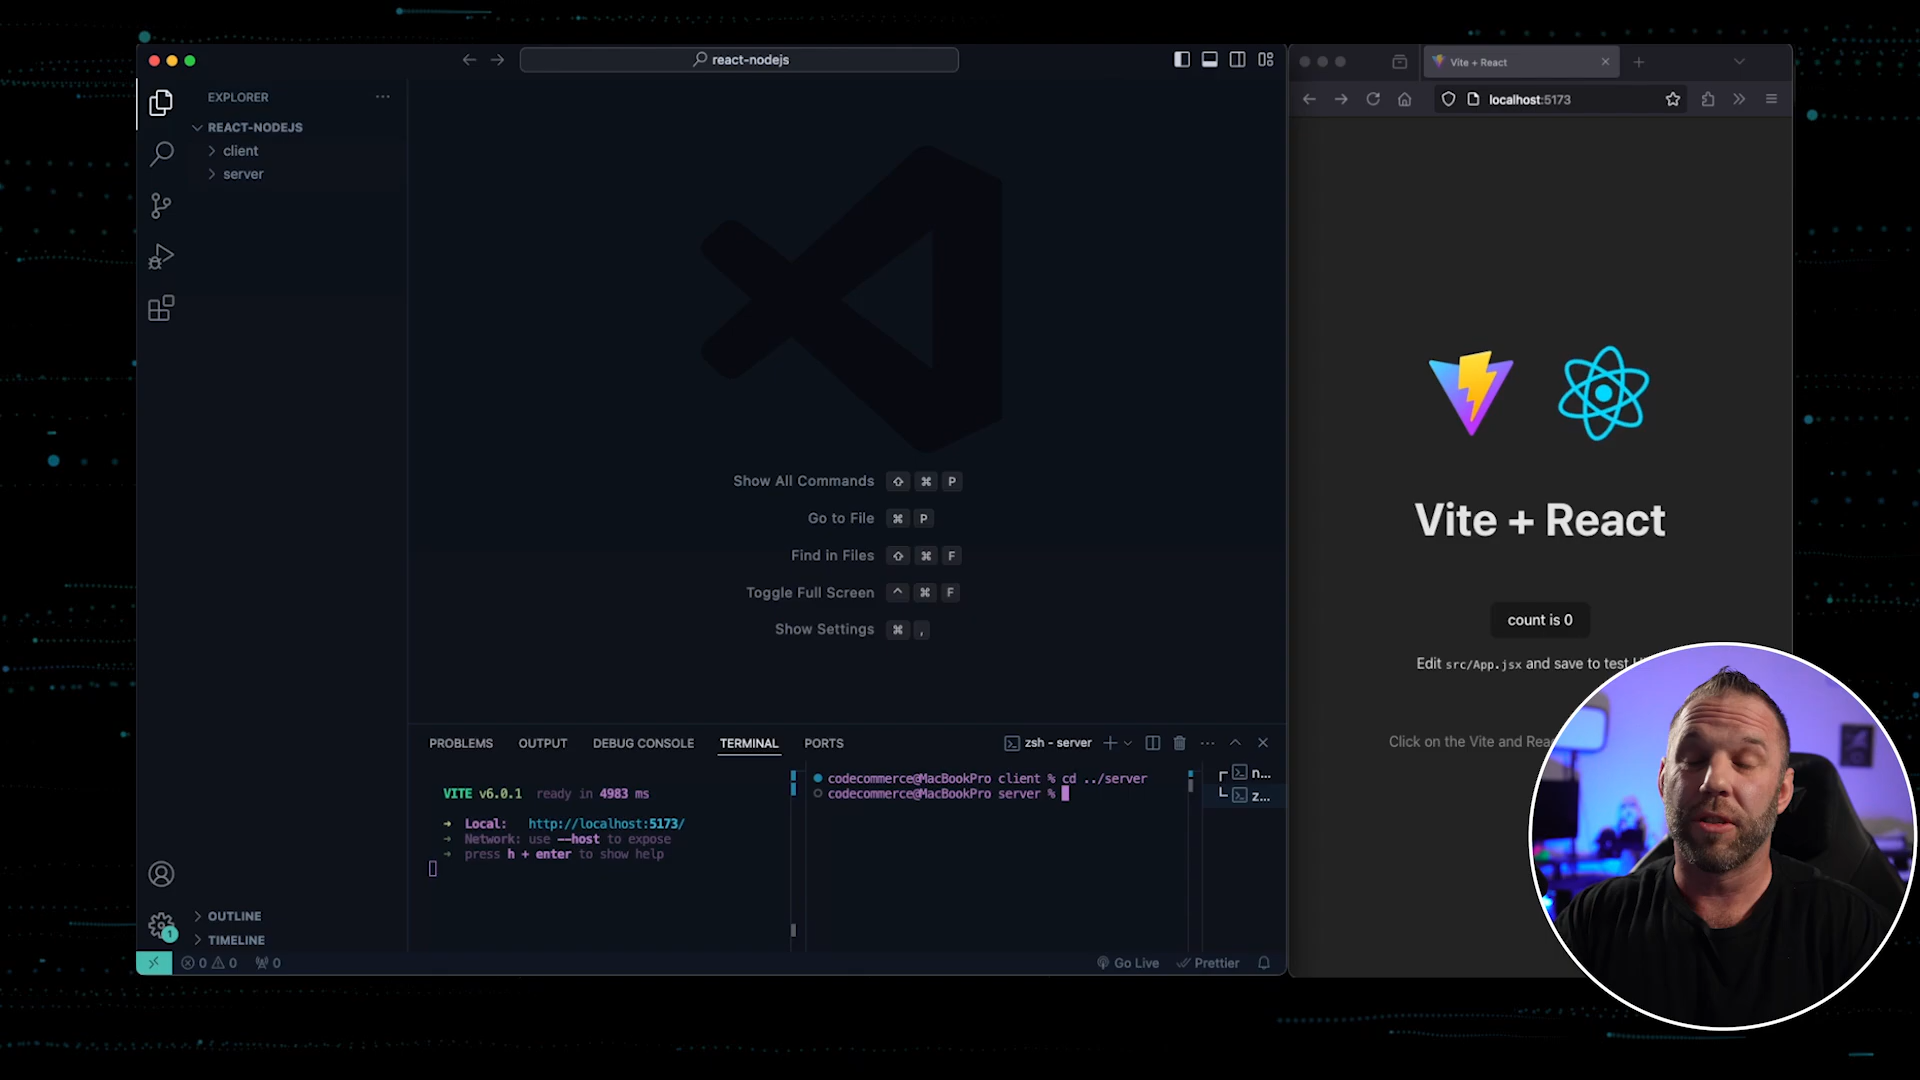 react-nodejs
EXPLORER
REACT-NODEJS
client
server
Show All Commands ⌘ P
Go to File ⌘ P
Find in Files ⌘ F
Toggle Full Screen ^ ⌘ F
Show Settings ⌘ ,
PROBLEMS OUTPUT DEBUG CONSOLE TERMINAL PORTS
zsh - server
VITE v6.0.1 ready in 4983 ms
➜ Local: http://localhost:5173/
➜ Network: use --host to expose
➜ press h + enter to show help
codecommerce@MacBookPro client % cd ../server
codecommerce@MacBookPro server %
n...
z...
OUTLINE
TIMELINE
1
0 0 0
Go Live
Prettier
Vite + React
localhost:5173
Vite + React
count is 0
Edit src/App.jsx and save to test
Click on the Vite and